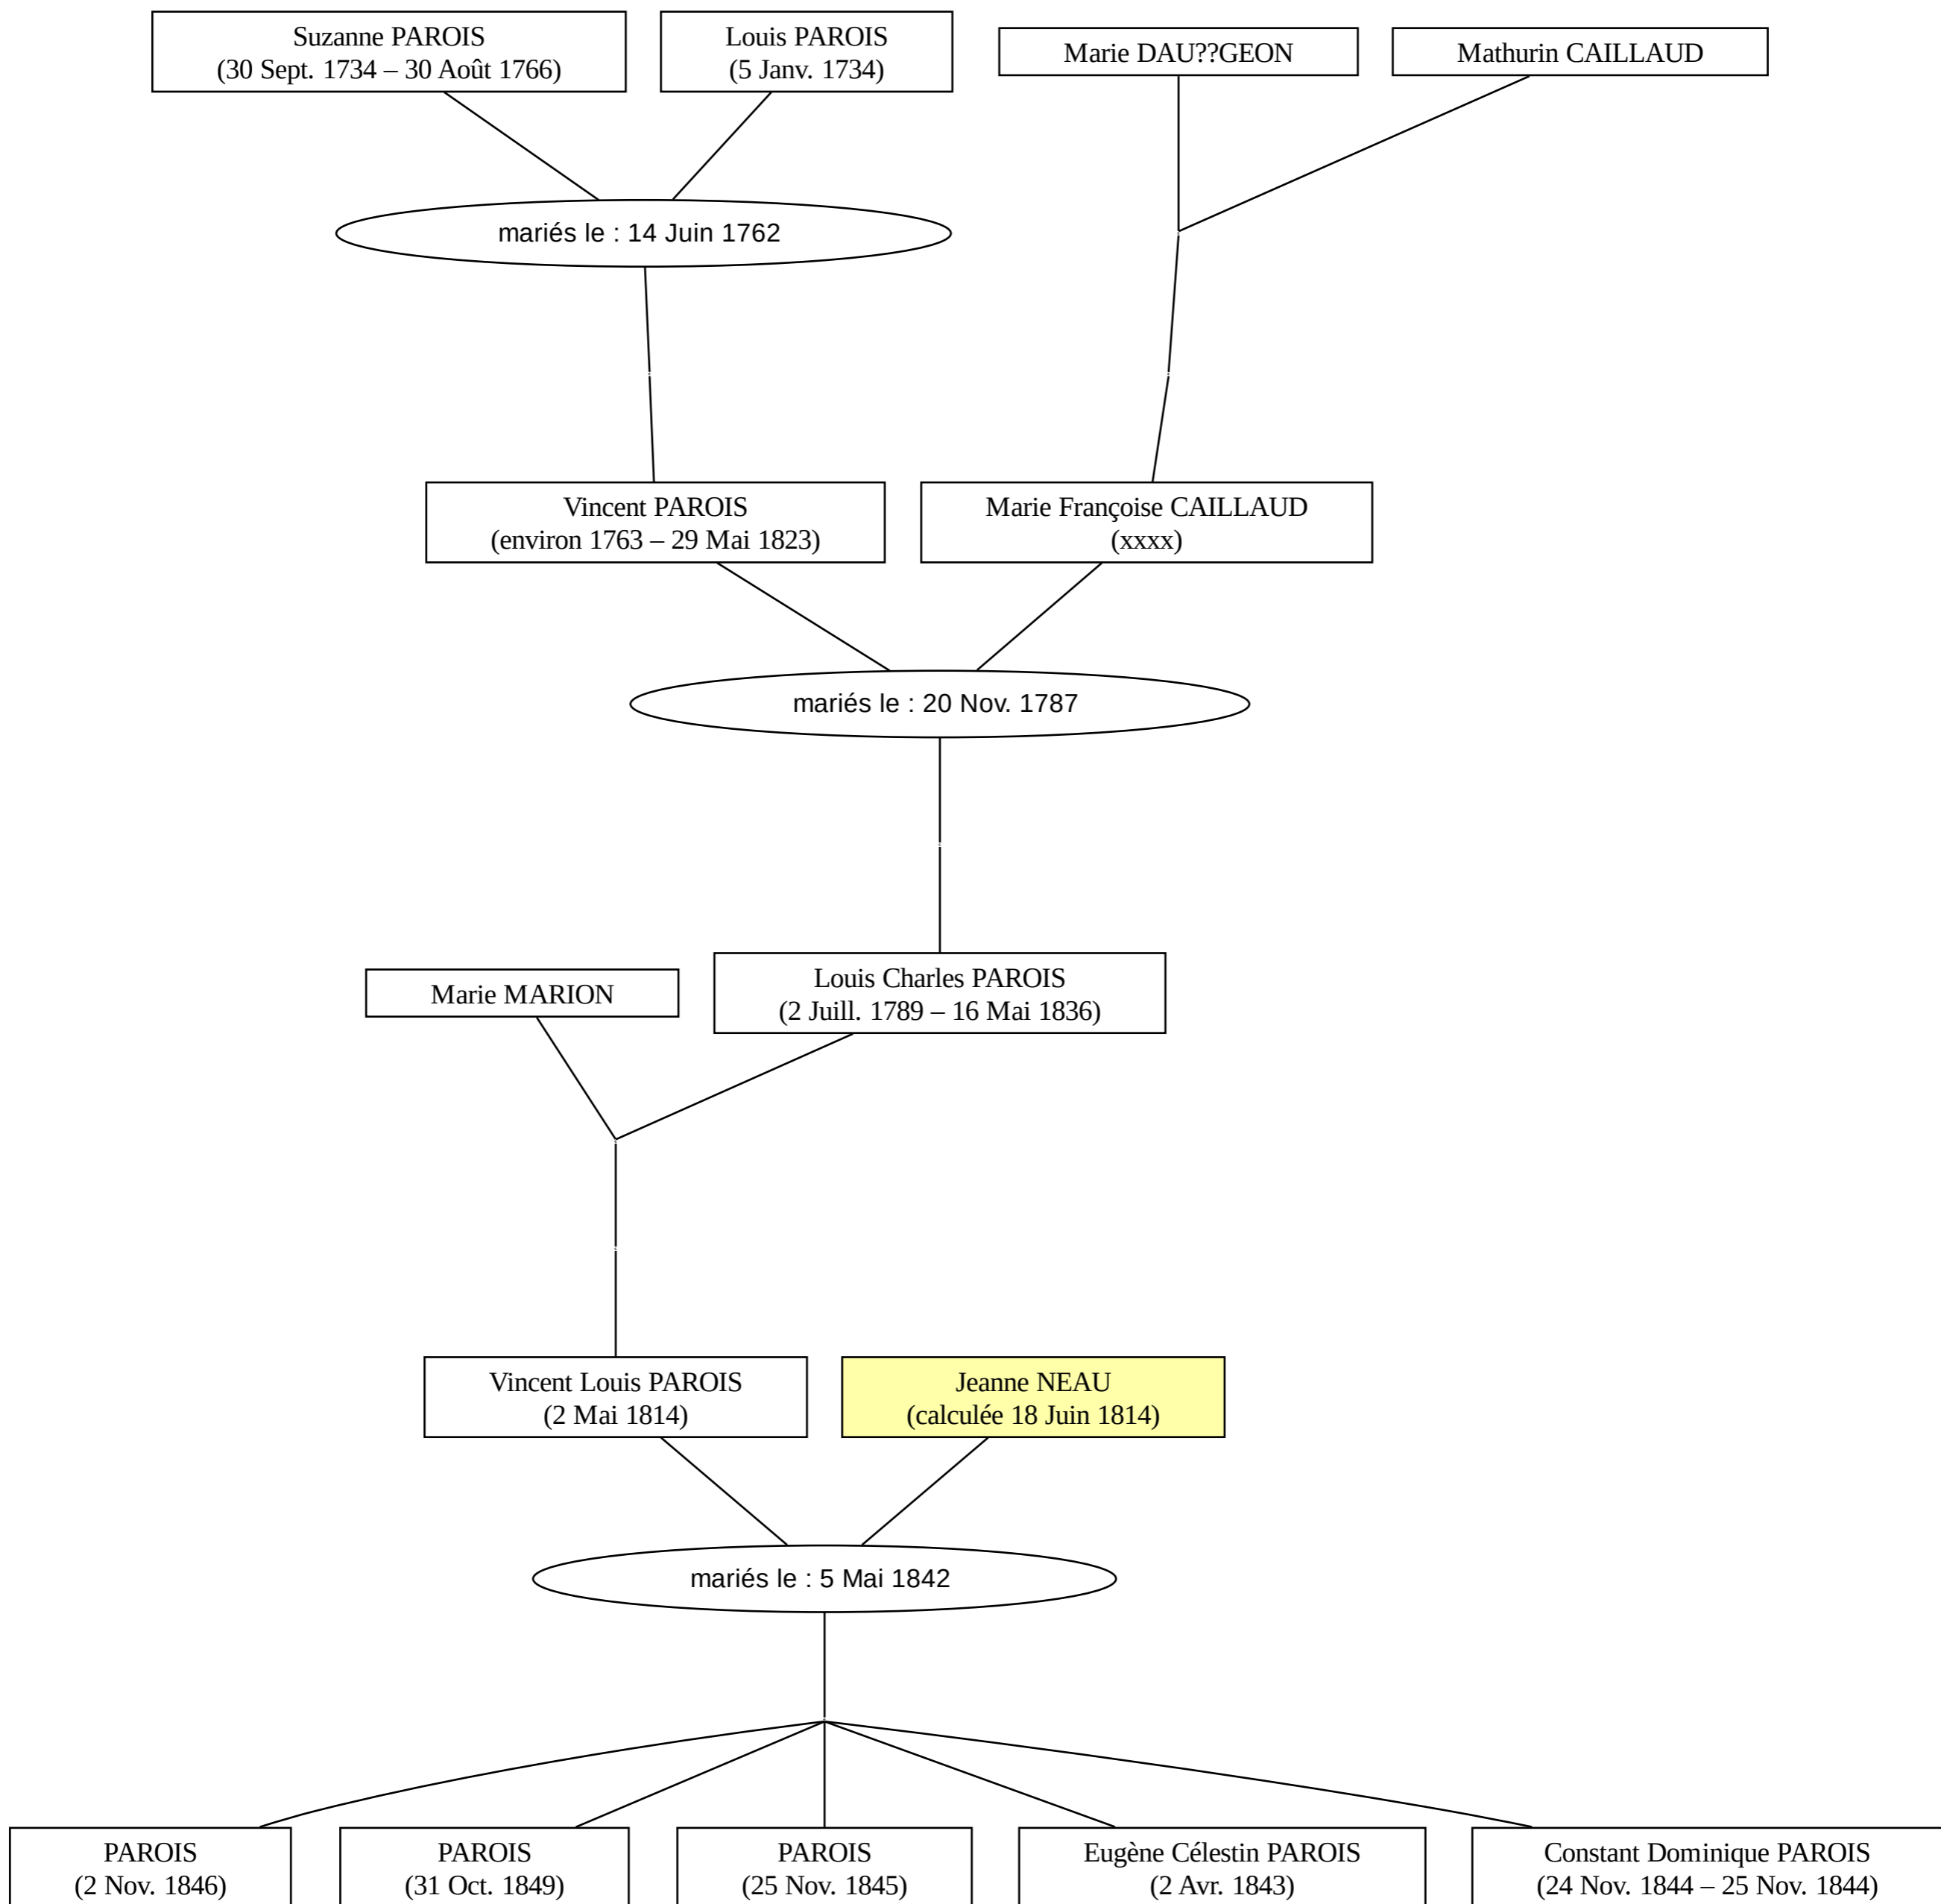 Suzanne PAROIS
(30 Sept. 1734 – 30 Août 1766)
Louis PAROIS
(5 Janv. 1734)
Marie DAU??GEON
Mathurin CAILLAUD
mariés le : 14 Juin 1762
Vincent PAROIS
(environ 1763 – 29 Mai 1823)
Marie Françoise CAILLAUD
(xxxx)
mariés le : 20 Nov. 1787
Marie MARION
Louis Charles PAROIS
(2 Juill. 1789 – 16 Mai 1836)
Vincent Louis PAROIS
(2 Mai 1814)
Jeanne NEAU
(calculée 18 Juin 1814)
mariés le : 5 Mai 1842
PAROIS
(2 Nov. 1846)
PAROIS
(31 Oct. 1849)
PAROIS
(25 Nov. 1845)
Eugène Célestin PAROIS
(2 Avr. 1843)
Constant Dominique PAROIS
(24 Nov. 1844 – 25 Nov. 1844)